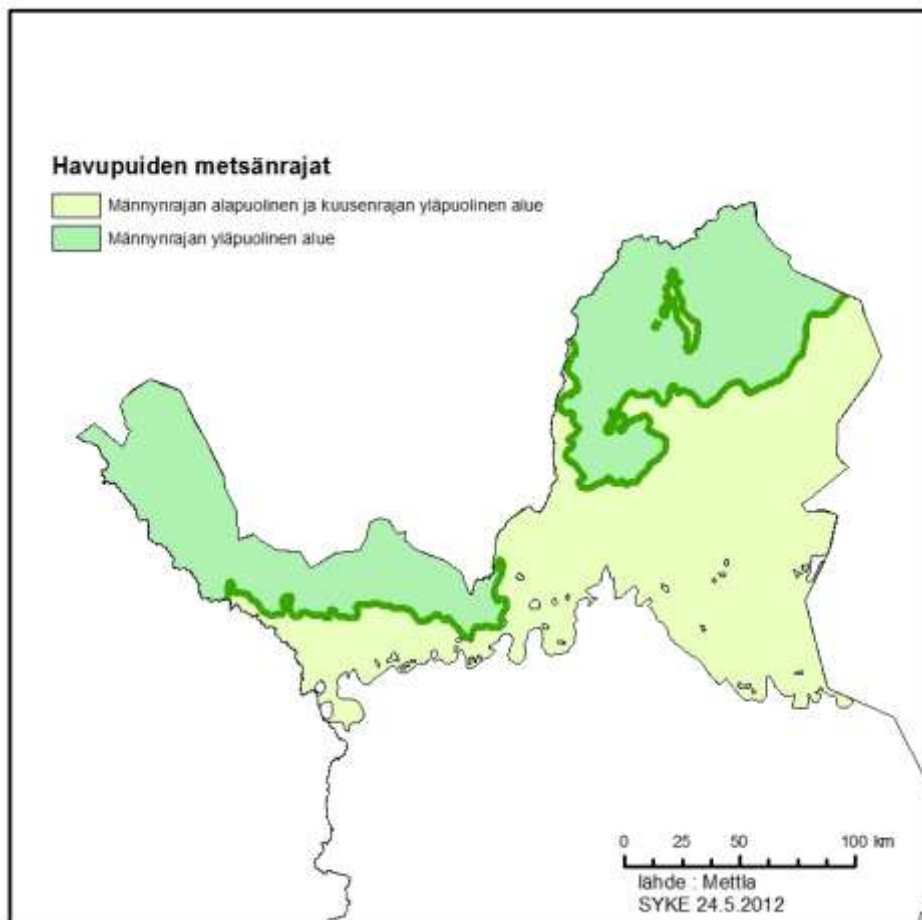 Havupuiden metsänrajat
Männynrajan alapuolinen ja kuusenrajan yläpuolinen alue
Männynrajan yläpuolinen alue
0 25 50 100 km
lähde : Mettla
SYKE 24.5.2012